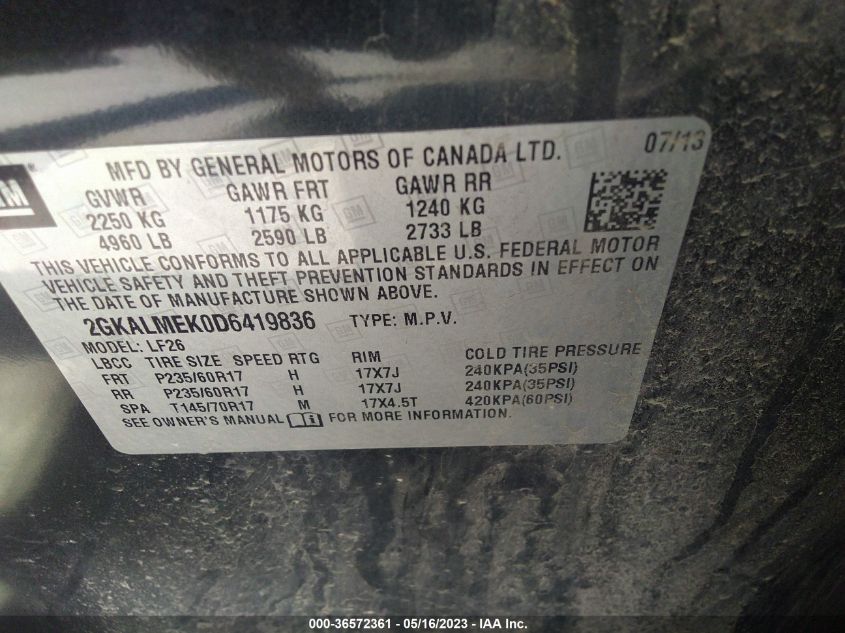 07/13
MFD BY GENERAL MOTORS OF CANADA LTD.
GVWR GAWR FRT GAWR RR
2250 KG 1175 KG 1240 KG
4960 LB 2590 LB 2733 LB
THIS VEHICLE CONFORMS TO ALL APPLICABLE U.S. FEDERAL MOTOR
VEHICLE SAFETY AND THEFT PREVENTION STANDARDS IN EFFECT ON
THE DATE OF MANUFACTURE SHOWN ABOVE.
2GKALMEK0D6419836 TYPE: M.P.V.
MODEL: LF26
LBCC TIRE SIZE SPEED RTG RIM COLD TIRE PRESSURE
FRT P235/60R17 H 17X7J 240KPA(35PSI)
RR P235/60R17 H 17X7J 240KPA(35PSI)
SPA T145/70R17 M 17X4.5T 420KPA(60PSI)
SEE OWNER'S MANUAL FOR MORE INFORMATION.
000-36572361 - 05/16/2023 - IAA Inc.